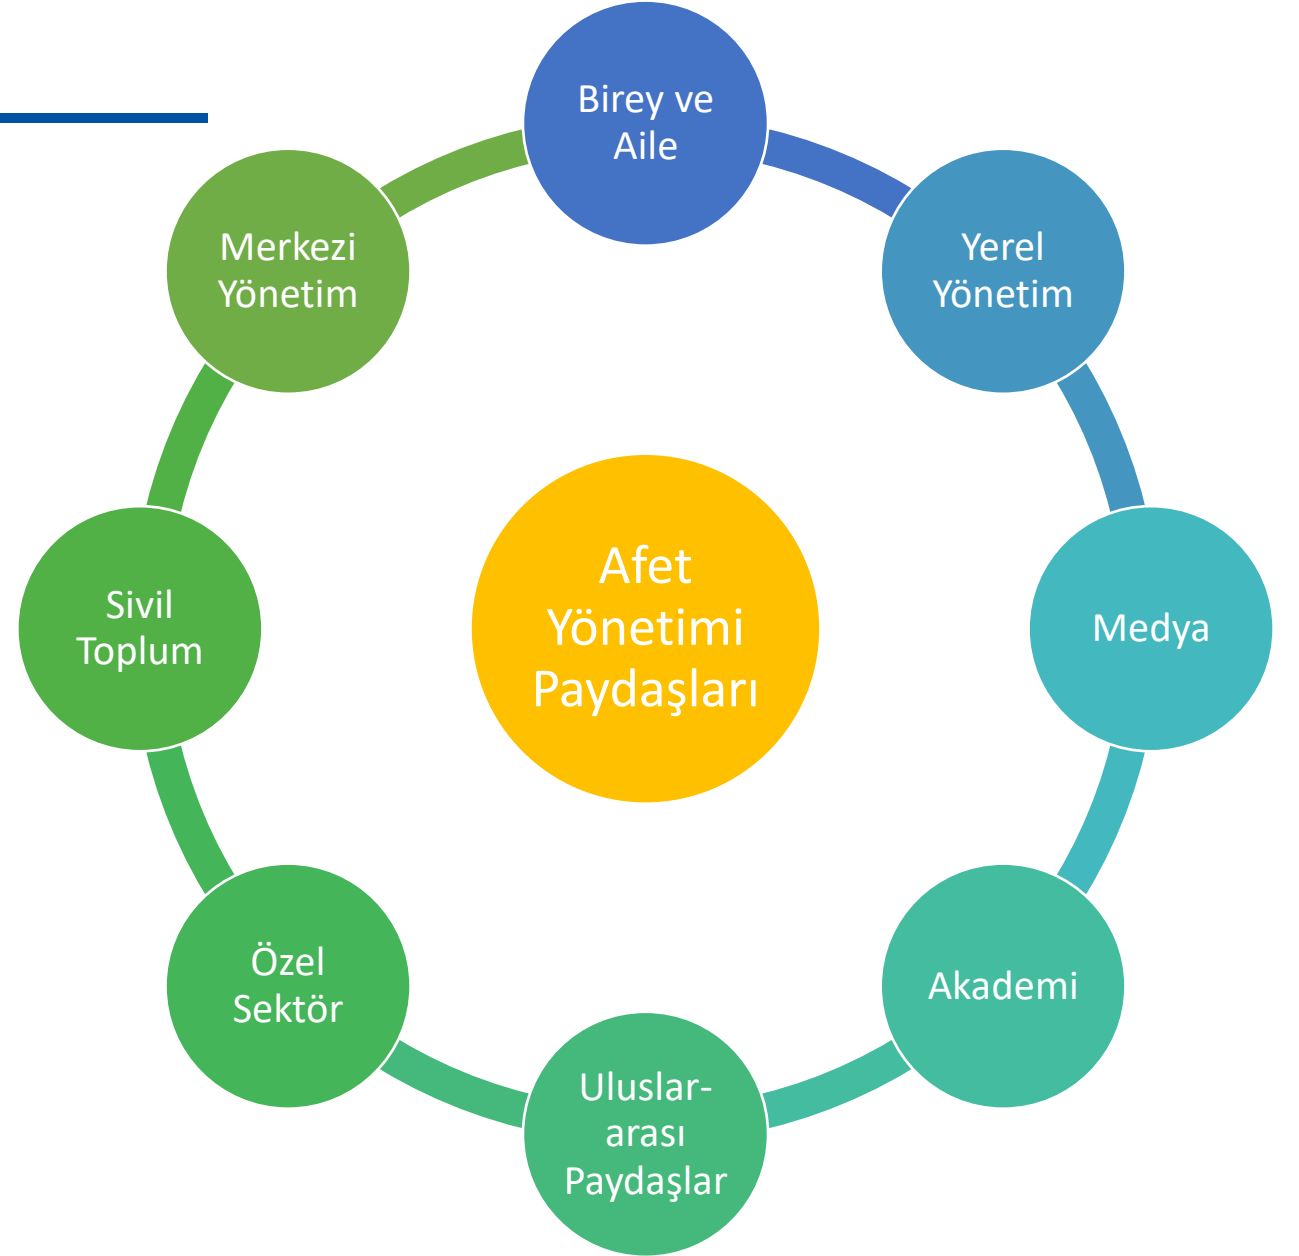 Birey ve
Aile
Yerel
Yönetim
Medya
Akademi
Uluslar-
arası
Paydaşlar
Özel
Sektör
Sivil
Toplum
Merkezi
Yönetim
Afet
Yönetimi
Paydaşları